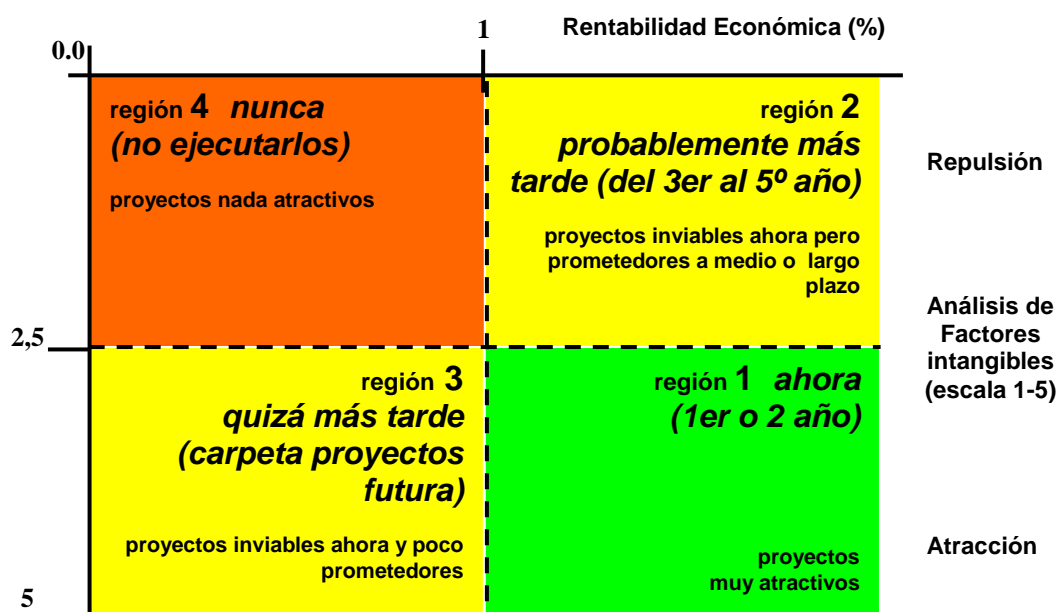 0.0
1
Rentabilidad Económica (%)
región 4 nunca
(no ejecutarlos)
proyectos nada atractivos
región 2
probablemente más
tarde (del 3er al 5º año)
proyectos inviables ahora pero
prometedores a medio o largo
plazo
Repulsión
Análisis de
Factores
intangibles
(escala 1-5)
2,5
región 3
quizá más tarde
(carpeta proyectos
futura)
proyectos inviables ahora y poco
prometedores
región 1 ahora
(1er o 2 año)
proyectos
muy atractivos
Atracción
5